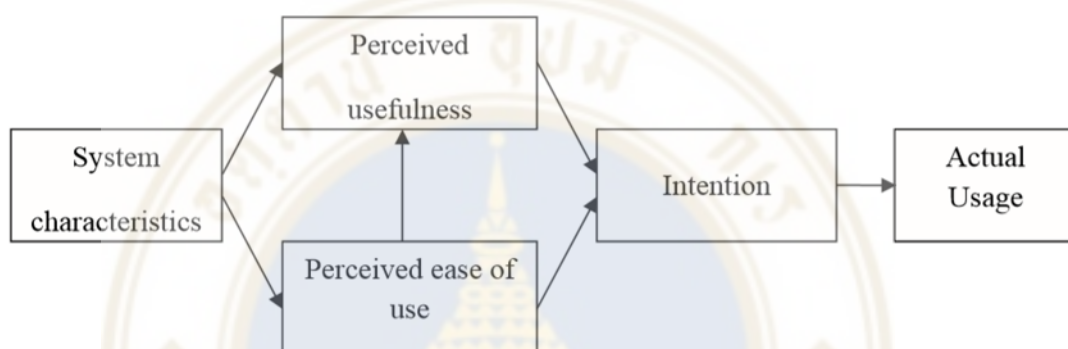 Perceived
usefulness
System
characteristics
Intention
Actual
Usage
Perceived ease of
use